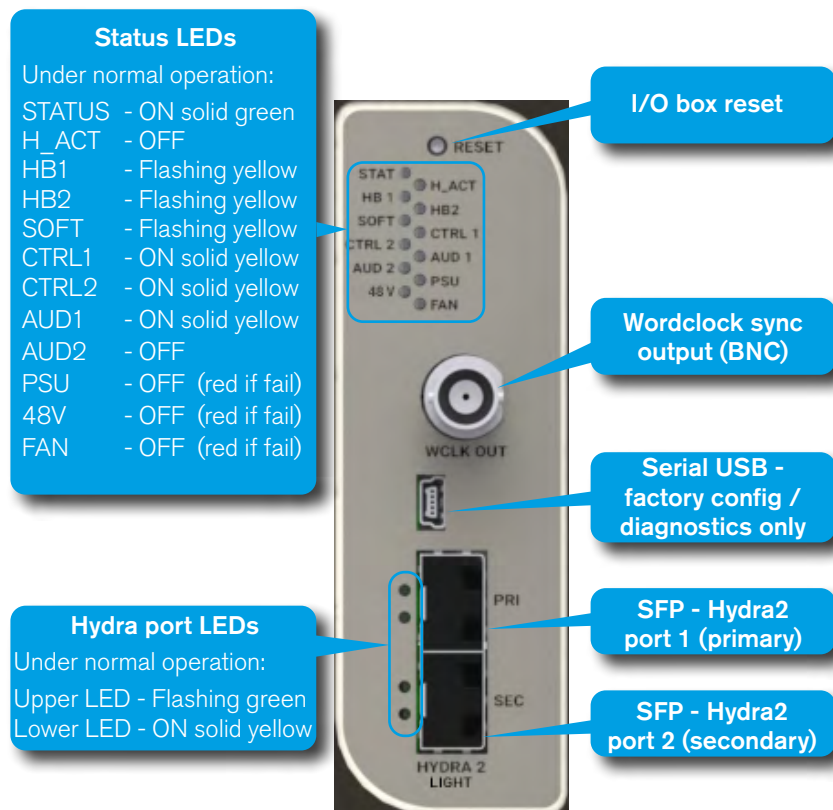 Status LEDs
Under normal operation:
STATUS - ON solid green
H_ACT - OFF
HB1 - Flashing yellow
HB2 - Flashing yellow
SOFT - Flashing yellow
CTRL1 - ON solid yellow
CTRL2 - ON solid yellow
AUD1 - ON solid yellow
AUD2 - OFF
PSU - OFF (red if fail)
48V - OFF (red if fail)
FAN - OFF (red if fail)
Hydra port LEDs
Under normal operation:
Upper LED - Flashing green
Lower LED - ON solid yellow
RESET
STAT
H_ACT
HB 1
HB2
SOFT
CTRL 1
CTRL 2
AUD 1
AUD 2
PSU
48 V
FAN
WCLK OUT
PRI
SEC
HYDRA 2
LIGHT
I/O box reset
Wordclock sync
output (BNC)
Serial USB -
factory config /
diagnostics only
SFP - Hydra2
port 1 (primary)
SFP - Hydra2
port 2 (secondary)